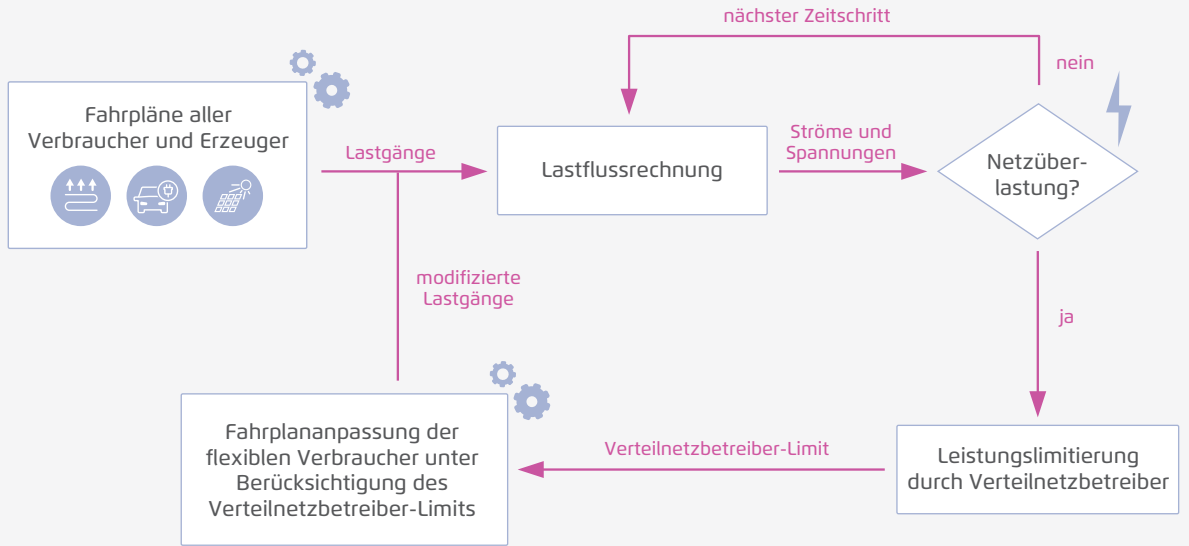 nächster Zeitschritt
nein
Fahrpläne aller
Verbraucher und Erzeuger
Lastgänge
Lastflussrechnung
Ströme und
Spannungen
Netzüber-
lastung?
modifizierte
Lastgänge
ja
Fahrplananpassung der
flexiblen Verbraucher unter
Berücksichtigung des
Verteilnetzbetreiber-Limits
Verteilnetzbetreiber-Limit
Leistungslimitierung
durch Verteilnetzbetreiber